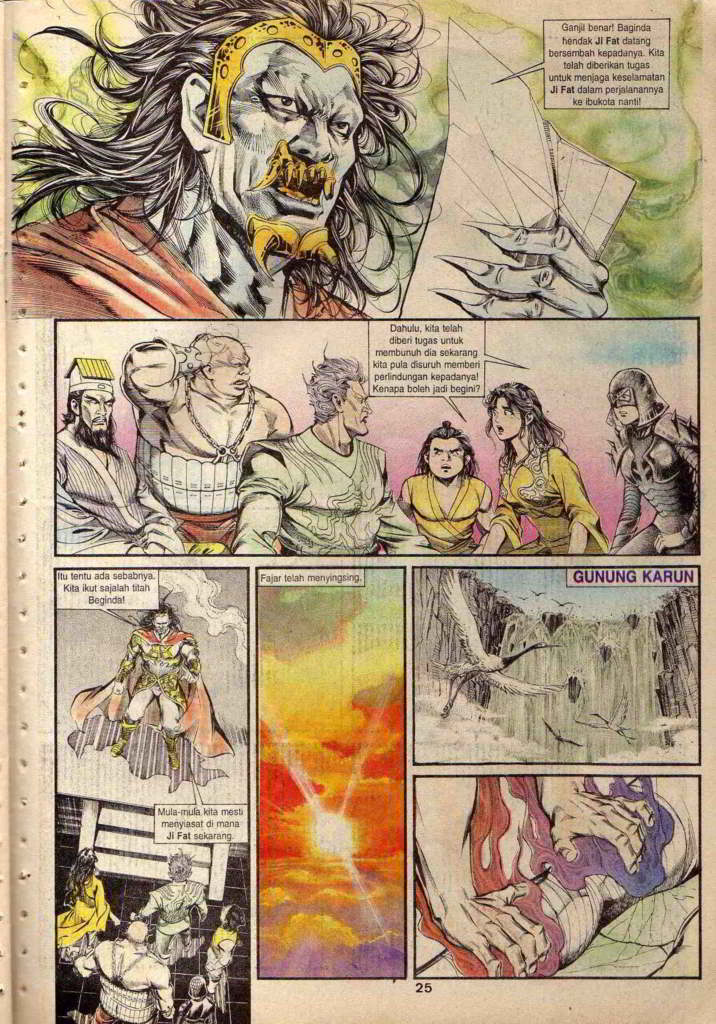 Ganjil benar! Baginda
hendak Ji Fat datang
bersembah kepadanya. Kita
telah diberikan tugas
untuk menjaga keselamatan
Ji Fat dalam perjalanannya
ke ibukota nanti!
Dahulu, kita telah
diberi tugas untuk
membunuh dia sekarang
kita pula disuruh memberi
perlindungan kepadanya!
Kenapa boleh jadi begini?
Itu tentu ada sebabnya.
Kita ikut sajalah titah
Beginda!
Mula-mula kita mesti
menyiasat di mana
Ji Fat sekarang.
Fajar telah menyingsing.
GUNUNG KARUN
25